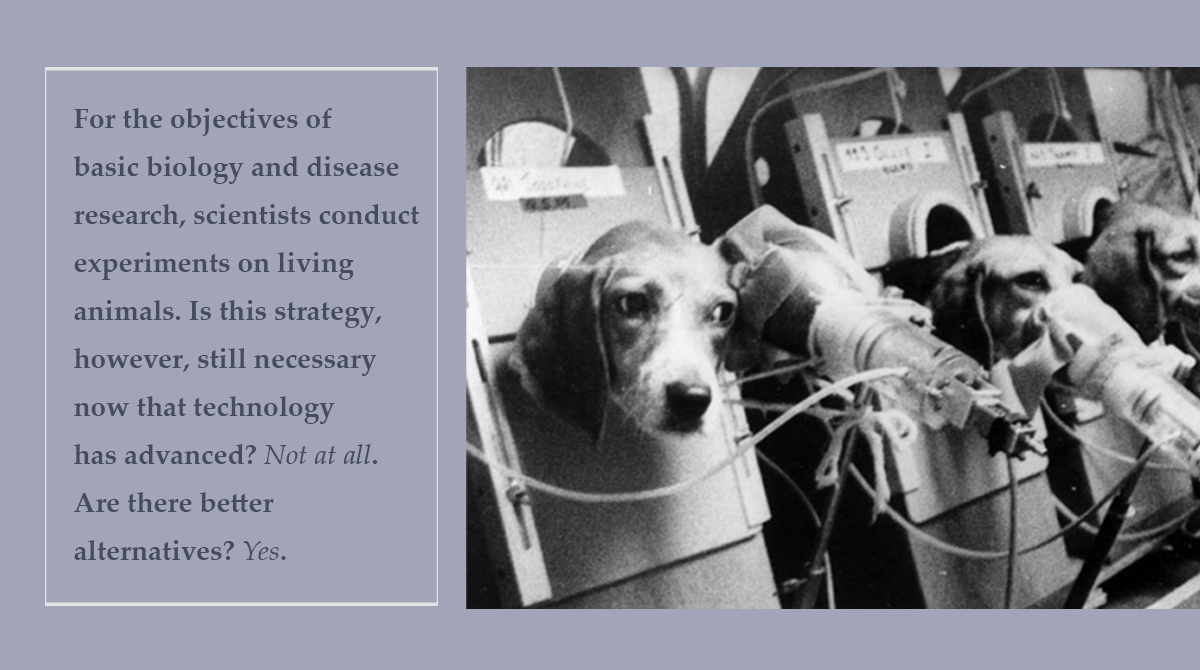 For the objectives of
basic biology and disease
research, scientists conduct
experiments on living
animals. Is this strategy,
however, still necessary
now that technology
has advanced? Not at all.
Are there better
alternatives? Yes.